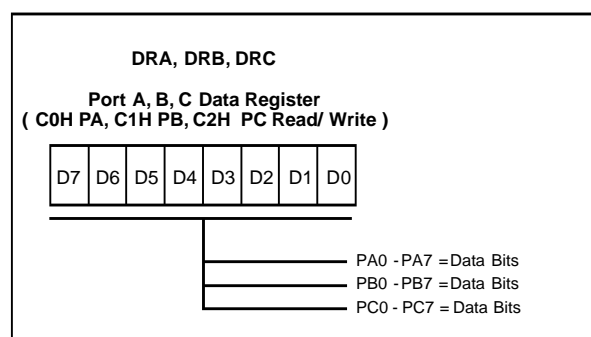 DRA, DRB, DRC
Port A, B, C Data Register
( C0H PA, C1H PB, C2H PC Read/ Write )
D7 D6 D5 D4 D3 D2 D1 D0
PA0 - PA7 = Data Bits
PB0 - PB7 = Data Bits
PC0 - PC7 = Data Bits